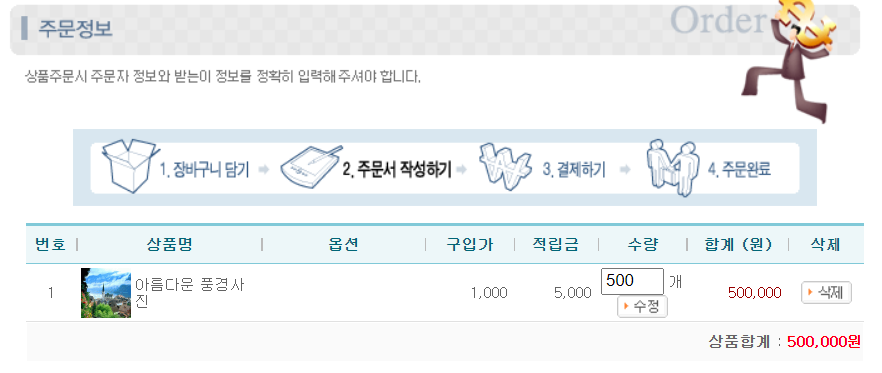 주문정보
Order
상품주문시 주문자 정보와 받는이 정보를 정확히 입력해 주셔야 합니다.
1. 장바구니 담기 2. 주문서 작성하기 3. 결제하기 4. 주문완료
번호 상품명 옵션 구입가 적립금 수량 합계 (원) 삭제
1 아름다운 풍경사진 1,000 5,000 500 개 500,000 삭제
수정
상품합계 : 500,000원